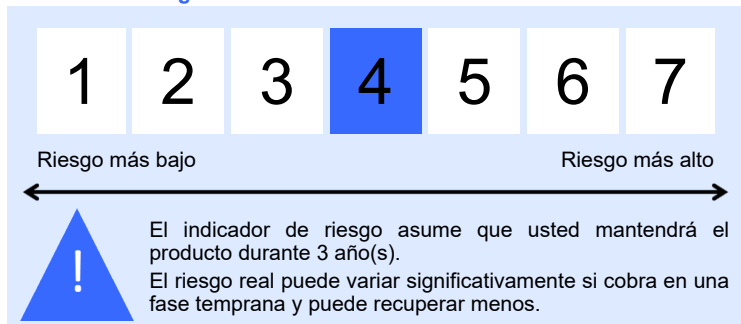 1 2 3 4 5 6 7
Riesgo más bajo Riesgo más alto
! El indicador de riesgo asume que usted mantendrá el
producto durante 3 año(s).
El riesgo real puede variar significativamente si cobra en una
fase temprana y puede recuperar menos.